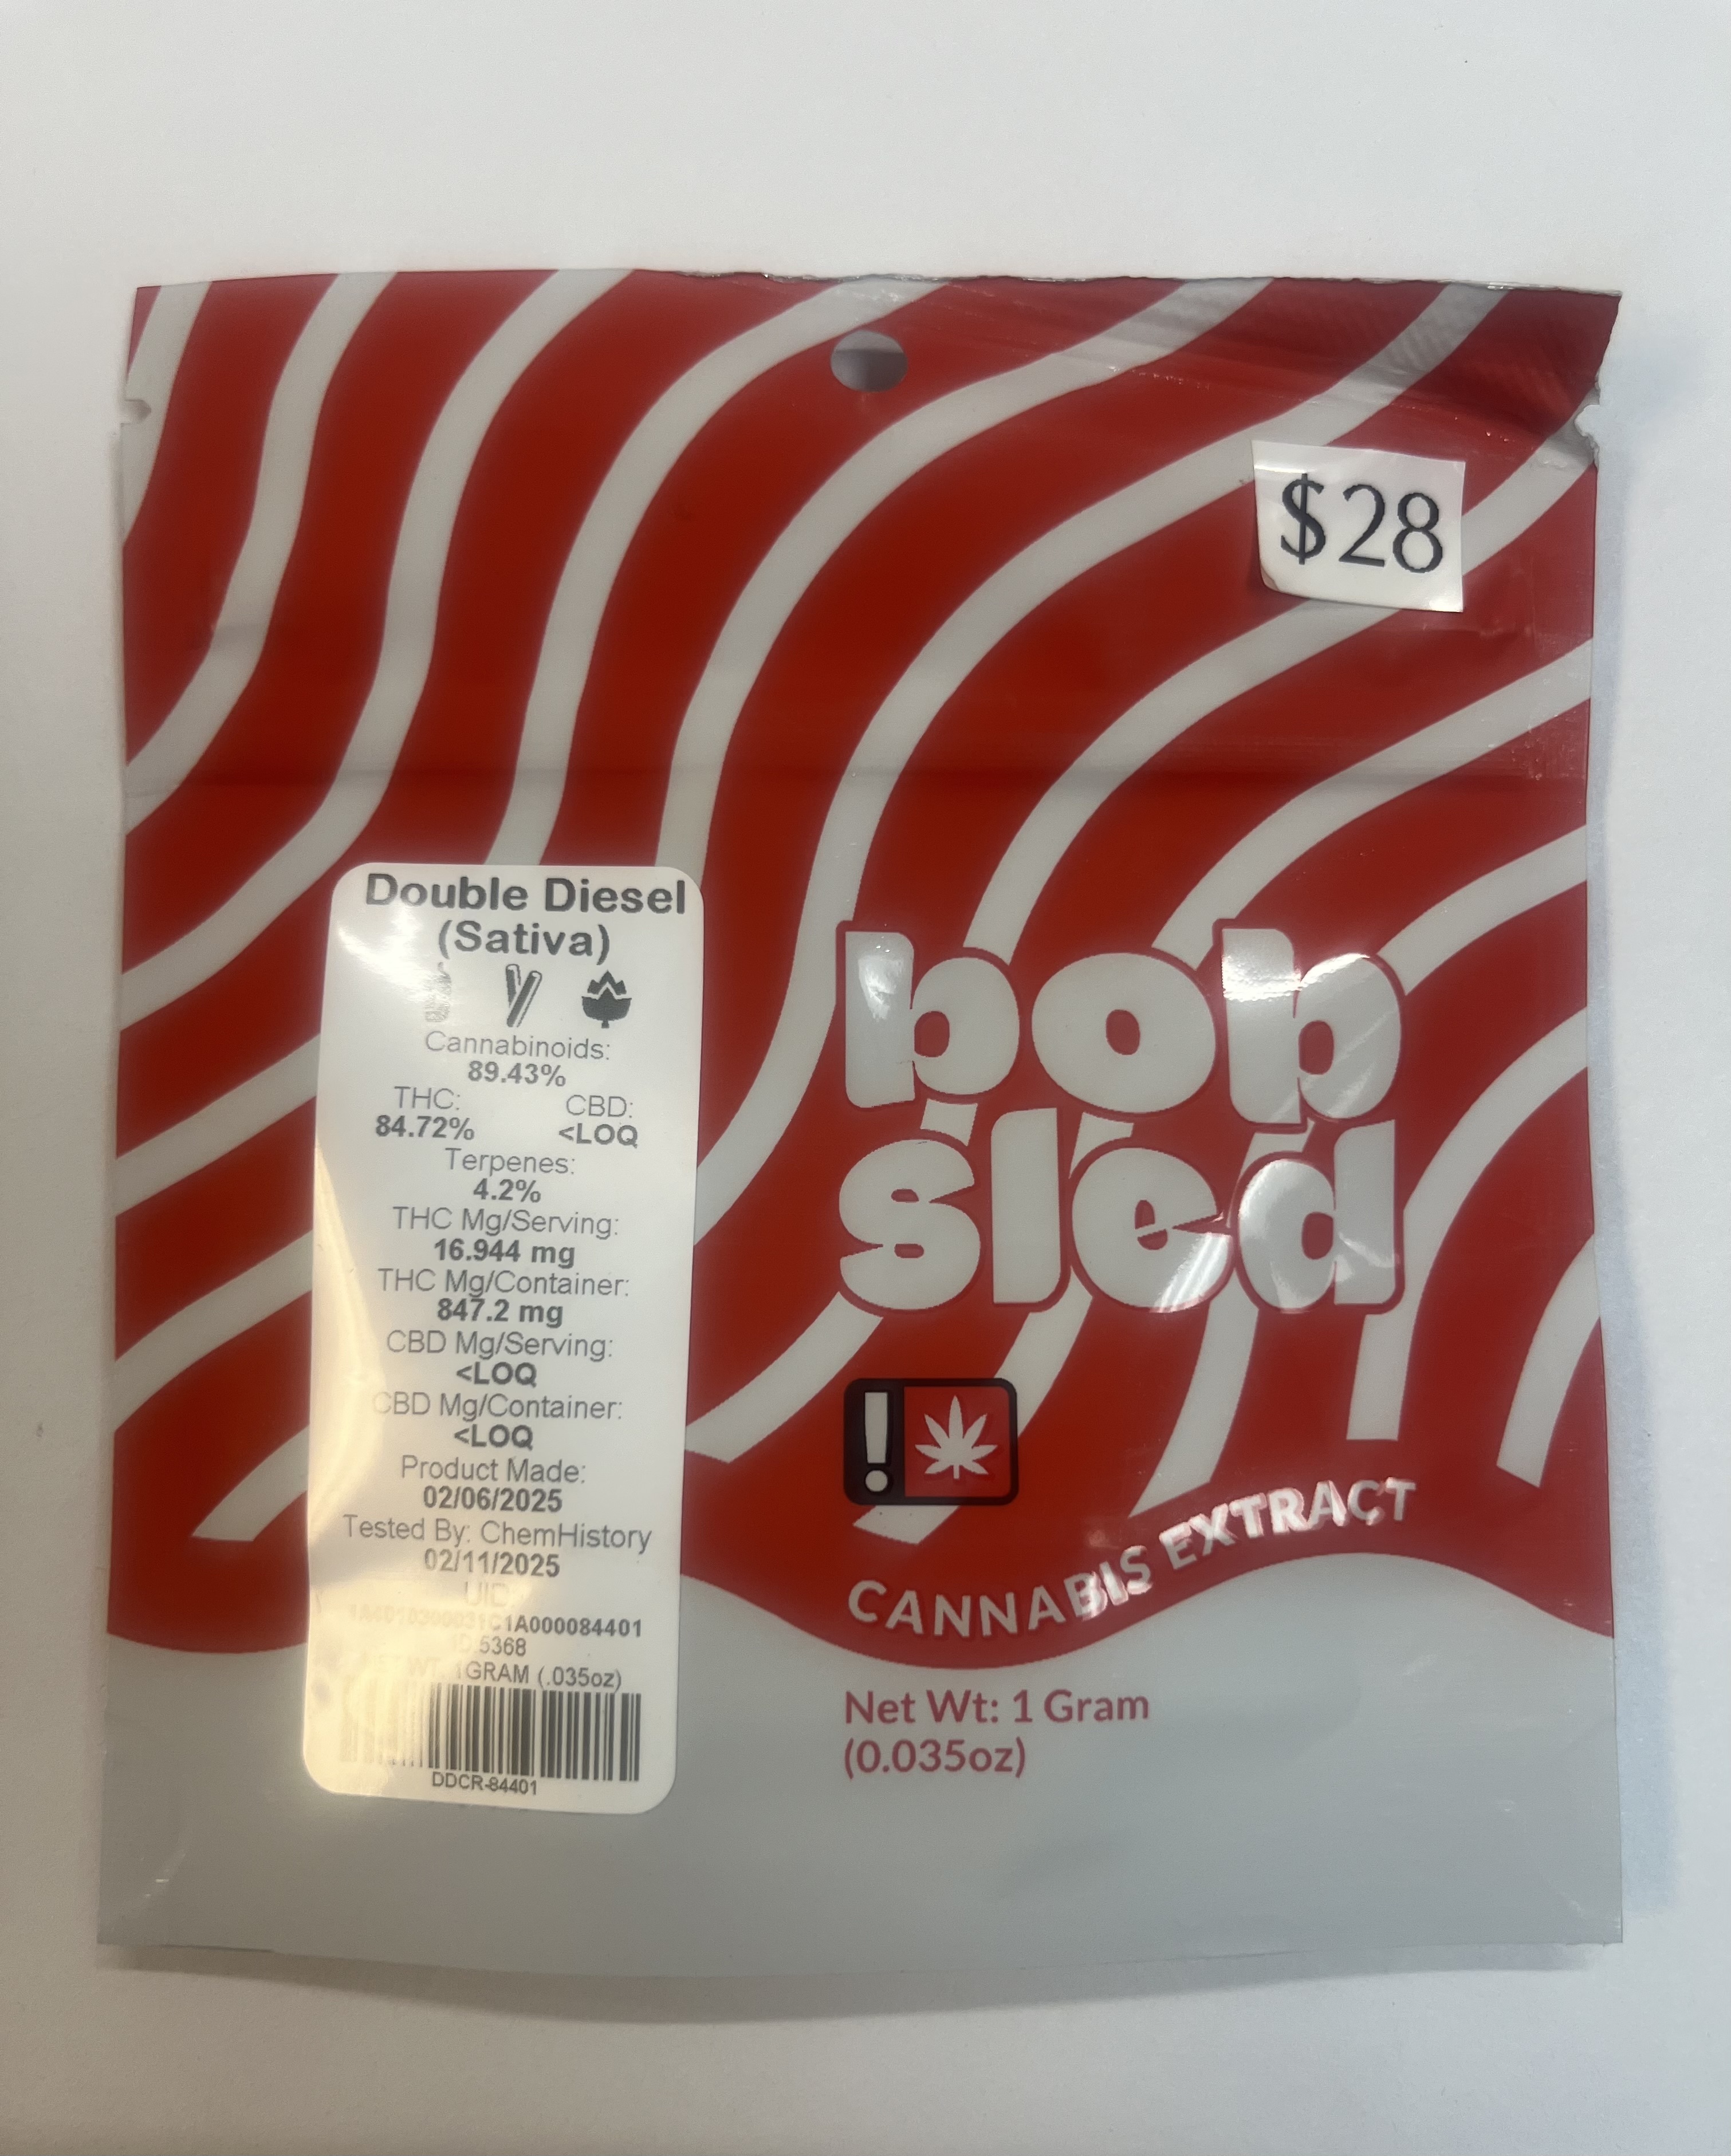 $28
Double Diesel
(Sativa)
Cannabinoids:
89.43%
THC: CBD:
84.72% <LOQ
Terpenes:
4.2%
THC Mg/Serving:
16.944 mg
THC Mg/Container:
847.2 mg
CBD Mg/Serving:
<LOQ
CBD Mg/Container:
<LOQ
Product Made:
02/06/2025
Tested By: ChemHistory
02/11/2025
UID
ID 5368
1GRAM (.035oz)
DDCR-84401
bob
sled
!
CANNABIS EXTRACT
Net Wt: 1 Gram
(0.035oz)